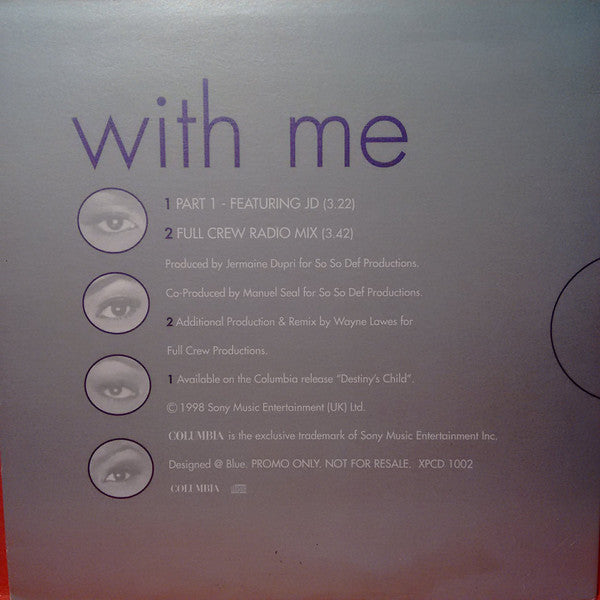 with me
1 PART 1 - FEATURING JD (3.22)
2 FULL CREW RADIO MIX (3.42)
Produced by Jermaine Dupri for So So Def Productions.
Co-Produced by Manuel Seal for So So Def Productions.
2 Additional Production & Remix by Wayne Lawes for
Full Crew Productions.
1 Available on the Columbia release "Destiny's Child".
© 1998 Sony Music Entertainment (UK) Ltd.
COLUMBIA is the exclusive trademark of Sony Music Entertainment Inc.
Designed @ Blue. PROMO ONLY. NOT FOR RESALE. XPCD 1002
COLUMBIA